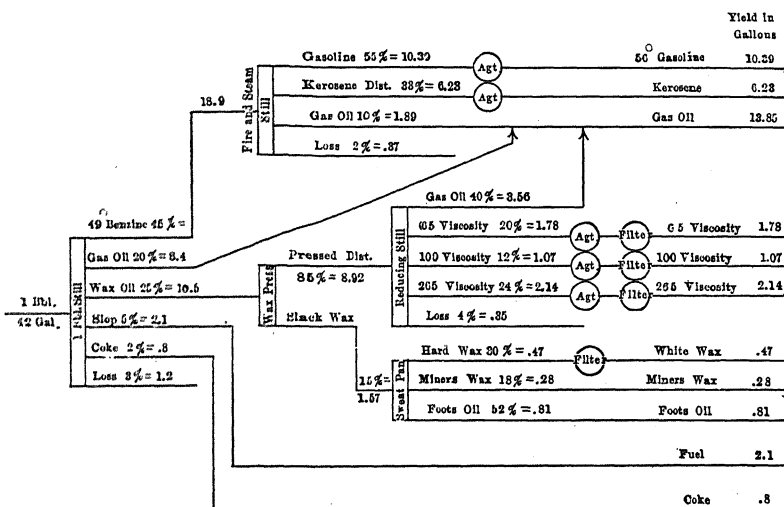 Yield in
Gallons
Gasoline 55%=10.39 Agt 56° Gasoline 10.39
Kerosene Dist. 33%=6.23 Agt Kerosene 6.23
Gas Oil 10%=1.89 Gas Oil 13.85
Loss 2%=.37
Fire and Steam
Still
18.9
49° Benzine 45%=
Gas Oil 20%=8.4
Wax Oil 25%=10.5
Slop 5%=2.1
Coke 2%=.8
Loss 3%=1.2
1 Bbl.
42 Gal.
1 Bbl. Still
Wax Press
Pressed Dist.
85%=8.92
Slack Wax
15%=
1.57
Reducing Still
Gas Oil 40%=3.56
65 Viscosity 20%=1.78 Agt Filter 65 Viscosity 1.78
100 Viscosity 12%=1.07 Agt Filter 100 Viscosity 1.07
265 Viscosity 24%=2.14 Agt Filter 265 Viscosity 2.14
Loss 4%=.35
Sweat Pan
Hard Wax 30%=.47 Filter White Wax .47
Miners Wax 18%=.28 Miners Wax .28
Foots Oil 52%=.81 Foots Oil .81
Fuel 2.1
Coke .8